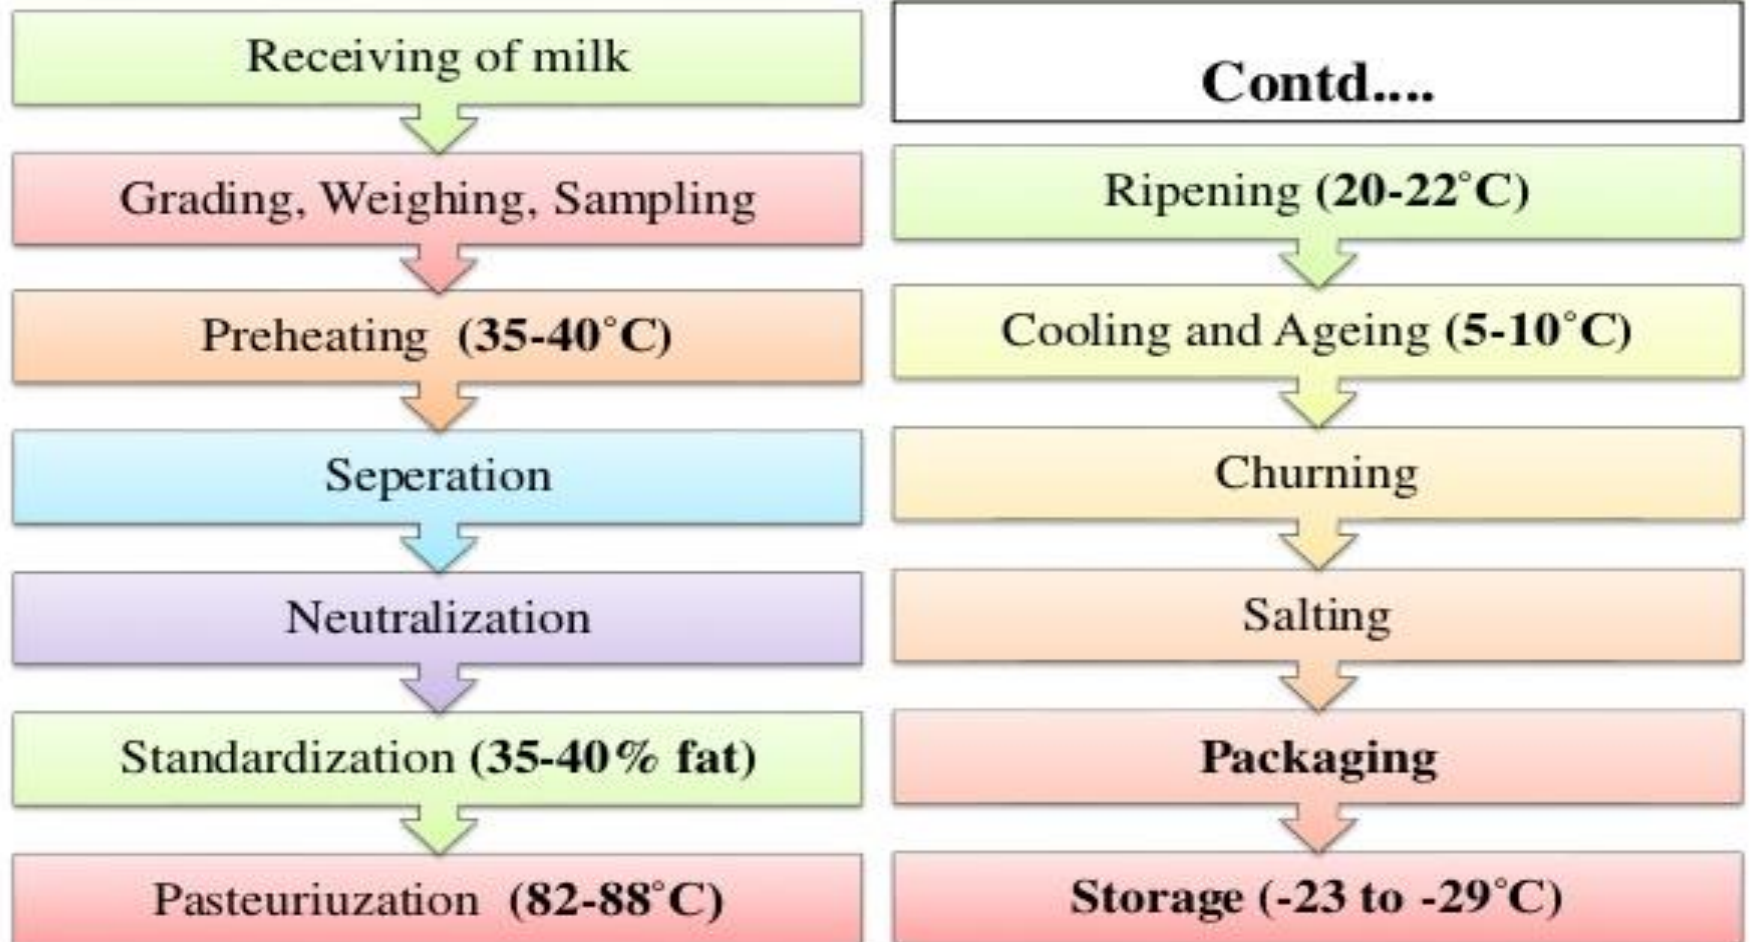 Receiving of milk
Grading, Weighing, Sampling
Preheating (35-40˚C)
Seperation
Neutralization
Standardization (35-40% fat)
Pasteuriuzation (82-88˚C)
Contd....
Ripening (20-22˚C)
Cooling and Ageing (5-10˚C)
Churning
Salting
Packaging
Storage (-23 to -29˚C)